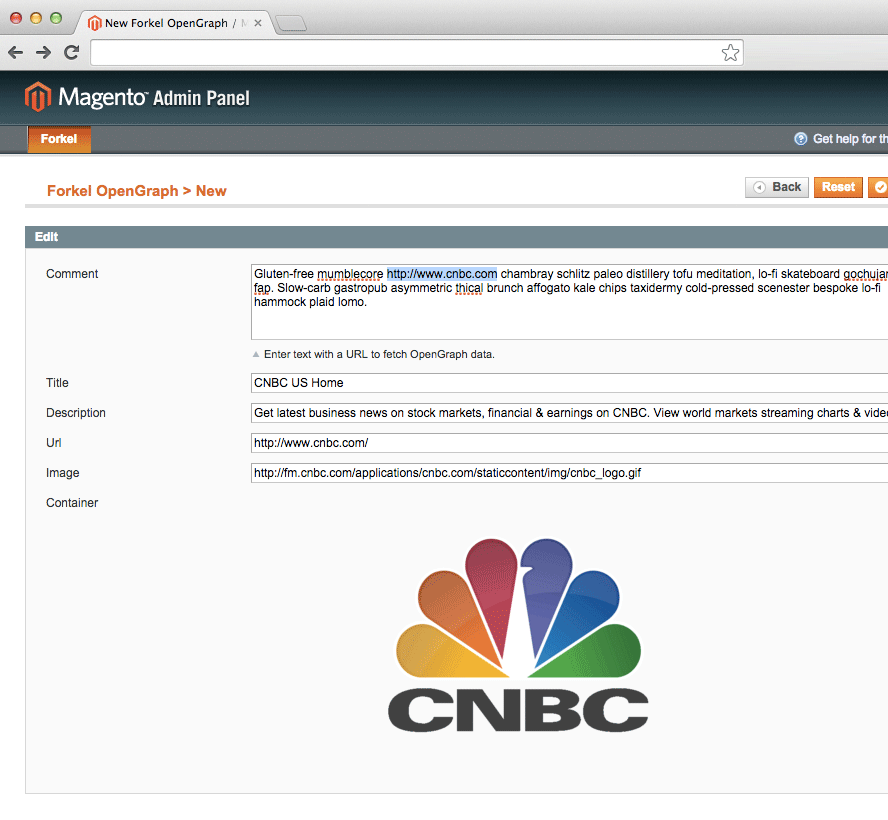 New Forkel OpenGraph / M
Magento™ Admin Panel
Forkel
Get help for th
Forkel OpenGraph > New
Back
Reset
Edit
Comment
Gluten-free mumblecore http://www.cnbc.com chambray schlitz paleo distillery tofu meditation, lo-fi skateboard gochujan
fap. Slow-carb gastropub asymmetric thical brunch affogato kale chips taxidermy cold-pressed scenester bespoke lo-fi
hammock plaid lomo.
Enter text with a URL to fetch OpenGraph data.
Title
CNBC US Home
Description
Get latest business news on stock markets, financial & earnings on CNBC. View world markets streaming charts & video
Url
http://www.cnbc.com/
Image
http://fm.cnbc.com/applications/cnbc.com/staticcontent/img/cnbc_logo.gif
Container
CNBC